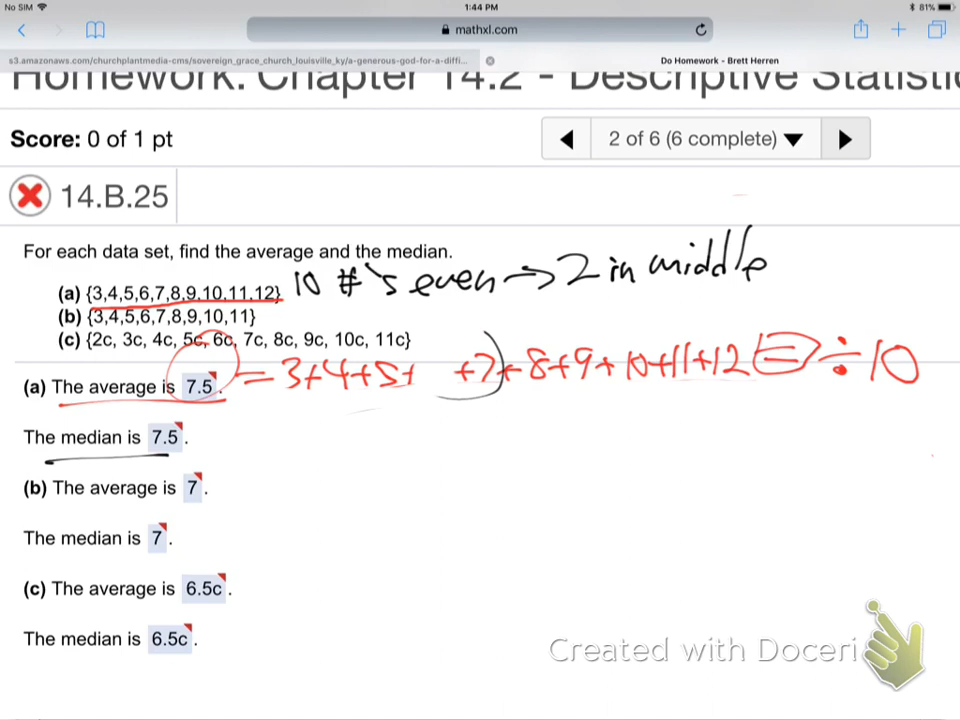 No SIM 1:44 PM 81%
mathxl.com
s3.amazonaws.com/churchplantmedia-cms/sovereign_grace_church_louisville_ky/a-generous-god-for-a-diffi... Do Homework - Brett Herren
Homework: Chapter 14.2 - Descriptive Statisti
Score: 0 of 1 pt 2 of 6 (6 complete)
14.B.25
For each data set, find the average and the median.
10 #'s even → 2 in middle
(a) {3,4,5,6,7,8,9,10,11,12}
(b) {3,4,5,6,7,8,9,10,11}
(c) {2c, 3c, 4c, 5c, 6c, 7c, 8c, 9c, 10c, 11c}
(a) The average is 7.5. = 3+4+5+ +7)+8+9+10+11+12 = ÷ 10
The median is 7.5.
(b) The average is 7.
The median is 7.
(c) The average is 6.5c.
The median is 6.5c.
Created with Doceri